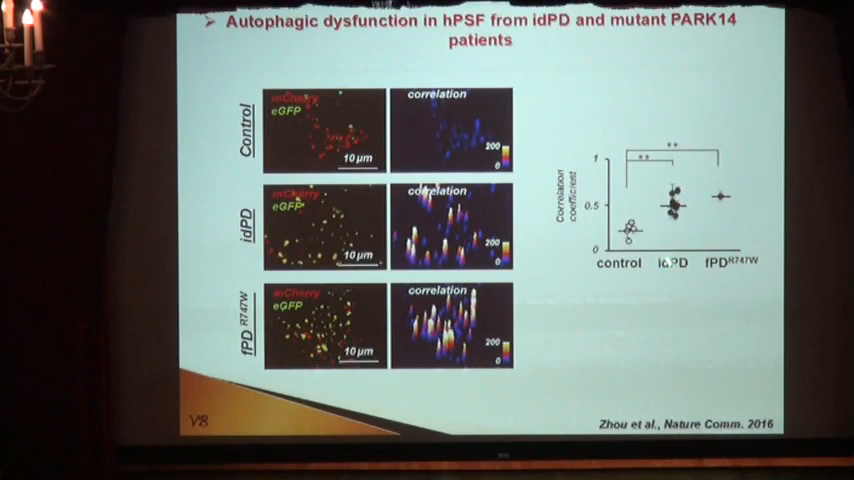 ➢ Autophagic dysfunction in hPSF from idPD and mutant PARK14
patients
Control
mCherry
eGFP
10 µm
correlation
200
0
idPD
mCherry
eGFP
10 µm
correlation
200
0
fPD R747W
mCherry
eGFP
10 µm
correlation
200
0
Correlation
coefficient
1
0.5
0
**
**
control idPD fPDR747W
V8
Zhou et al., Nature Comm. 2016